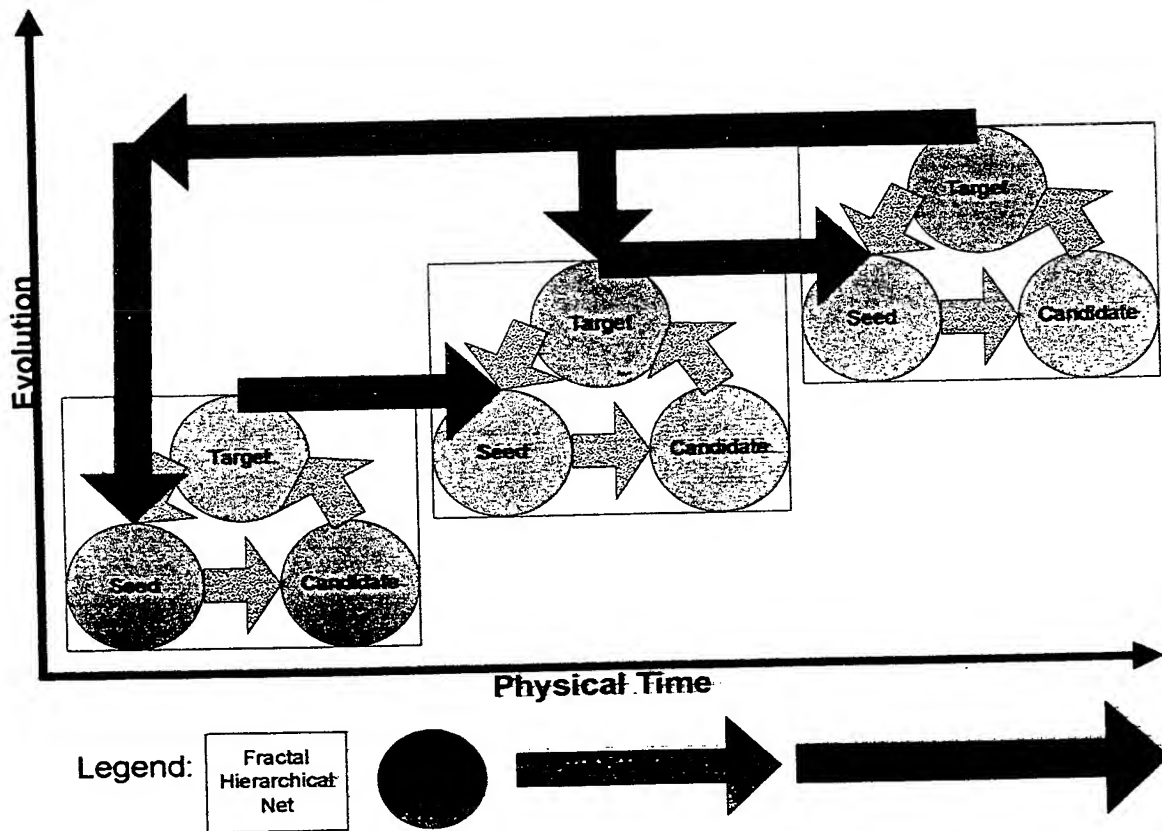 Target
Seed
Candidate
Target
Seed
Candidate
Target
Seed
Candidate
Evolution
Physical Time
Legend:
Fractal
Hierarchical
Net